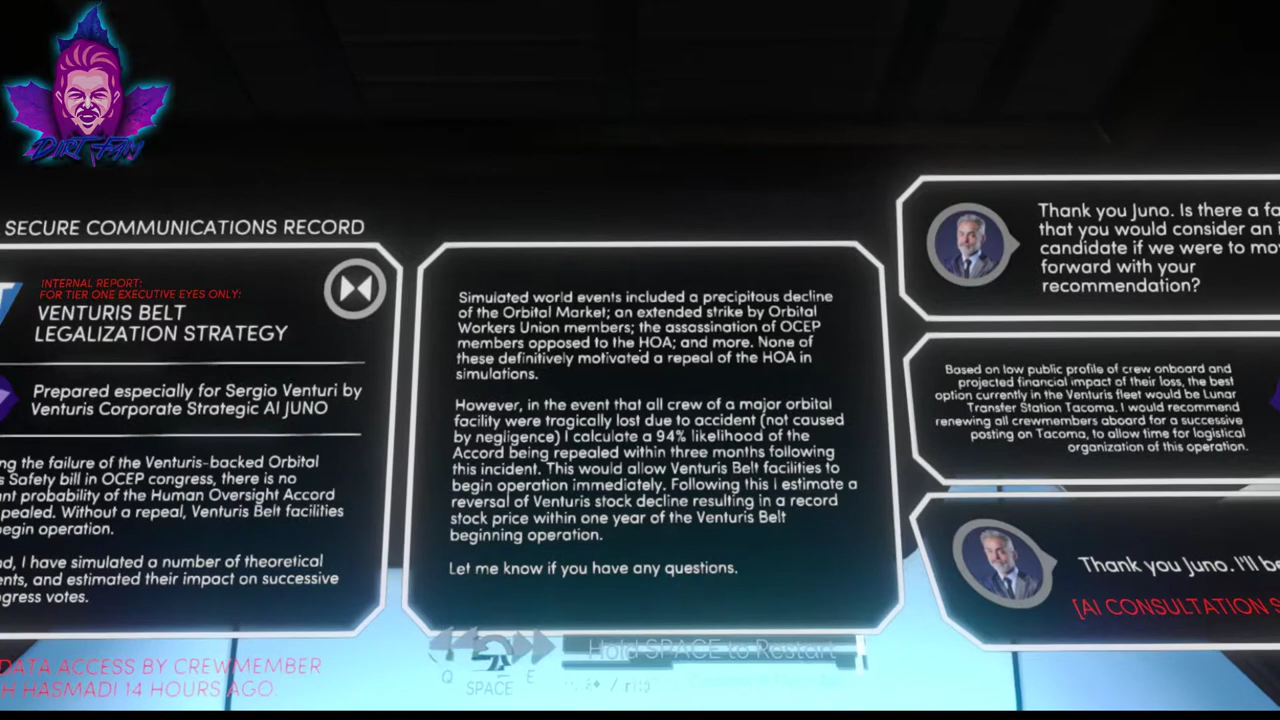 DIRT FAN
SECURE COMMUNICATIONS RECORD
INTERNAL REPORT:
FOR TIER ONE EXECUTIVE EYES ONLY:
VENTURIS BELT
LEGALIZATION STRATEGY
Prepared especially for Sergio Venturi by
Venturis Corporate Strategic AI JUNO
ng the failure of the Venturis-backed Orbital
s Safety bill in OCEP congress, there is no
nt probability of the Human Oversight Accord
pealed. Without a repeal, Venturis Belt facilities
egin operation.
nd, I have simulated a number of theoretical
ents, and estimated their impact on successive
gress votes.
DATA ACCESS BY CREWMEMBER
H HASMADI 14 HOURS AGO.
Simulated world events included a precipitous decline
of the Orbital Market; an extended strike by Orbital
Workers Union members; the assassination of OCEP
members opposed to the HOA; and more. None of
these definitively motivated a repeal of the HOA in
simulations.
However, in the event that all crew of a major orbital
facility were tragically lost due to accident (not caused
by negligence) I calculate a 94% likelihood of the
Accord being repealed within three months following
this incident. This would allow Venturis Belt facilities to
begin operation immediately. Following this I estimate a
reversal of Venturis stock decline resulting in a record
stock price within one year of the Venturis Belt
beginning operation.
Let me know if you have any questions.
Q
SPACE
E
Hold SPACE to Restart
Thank you Juno. Is there a fa
that you would consider an i
candidate if we were to mov
forward with your
recommendation?
Based on low public profile of crew onboard and
projected financial impact of their loss, the best
option currently in the Venturis fleet would be Lunar
Transfer Station Tacoma. I would recommend
renewing all crewmembers aboard for a successive
posting on Tacoma, to allow time for logistical
organization of this operation.
Thank you Juno. I'll be
[AI CONSULTATION S